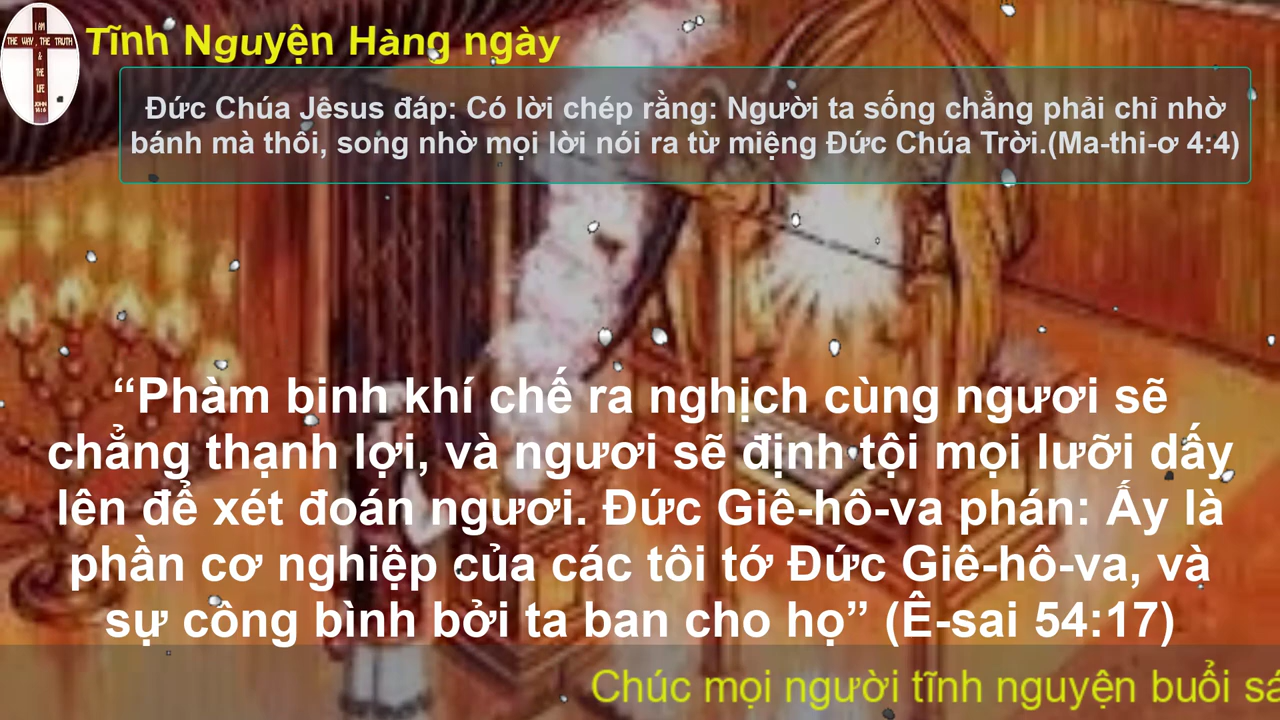 I AM
THE WAY, THE TRUTH
&
THE
LIFE
JOHN
Tĩnh Nguyện Hàng ngày
Đức Chúa Jêsus đáp: Có lời chép rằng: Người ta sống chẳng phải chỉ nhờ
bánh mà thôi, song nhờ mọi lời nói ra từ miệng Đức Chúa Trời.(Ma-thi-ơ 4:4)
“Phàm binh khí chế ra nghịch cùng ngươi sẽ
chẳng thạnh lợi, và ngươi sẽ định tội mọi lưỡi dấy
lên để xét đoán ngươi. Đức Giê-hô-va phán: Ấy là
phần cơ nghiệp của các tôi tớ Đức Giê-hô-va, và
sự công bình bởi ta ban cho họ” (Ê-sai 54:17)
Chúc mọi người tĩnh nguyện buổi sá